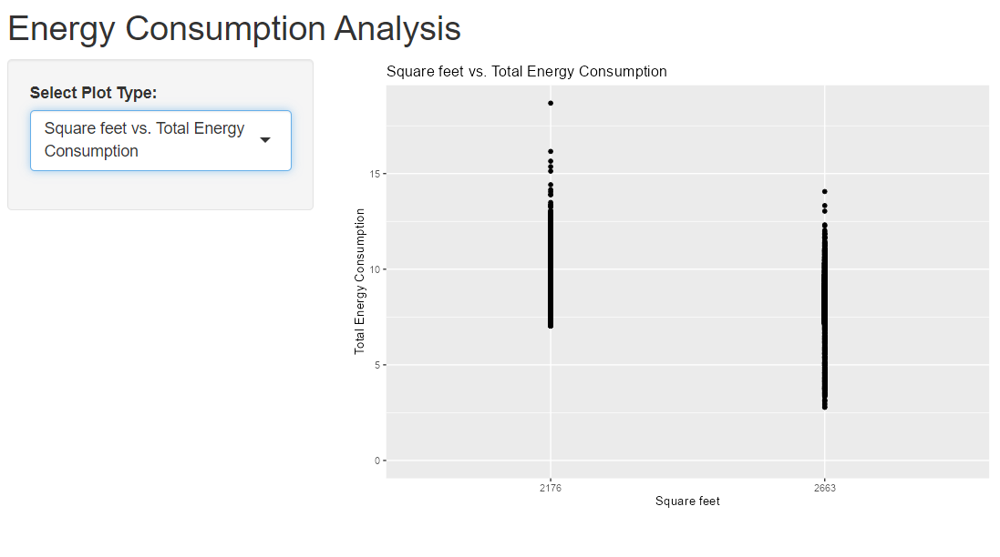 Energy Consumption Analysis
Select Plot Type:
Square feet vs. Total Energy
Consumption
Square feet vs. Total Energy Consumption
Total Energy Consumption
15
10
5
0
2176
2663
Square feet